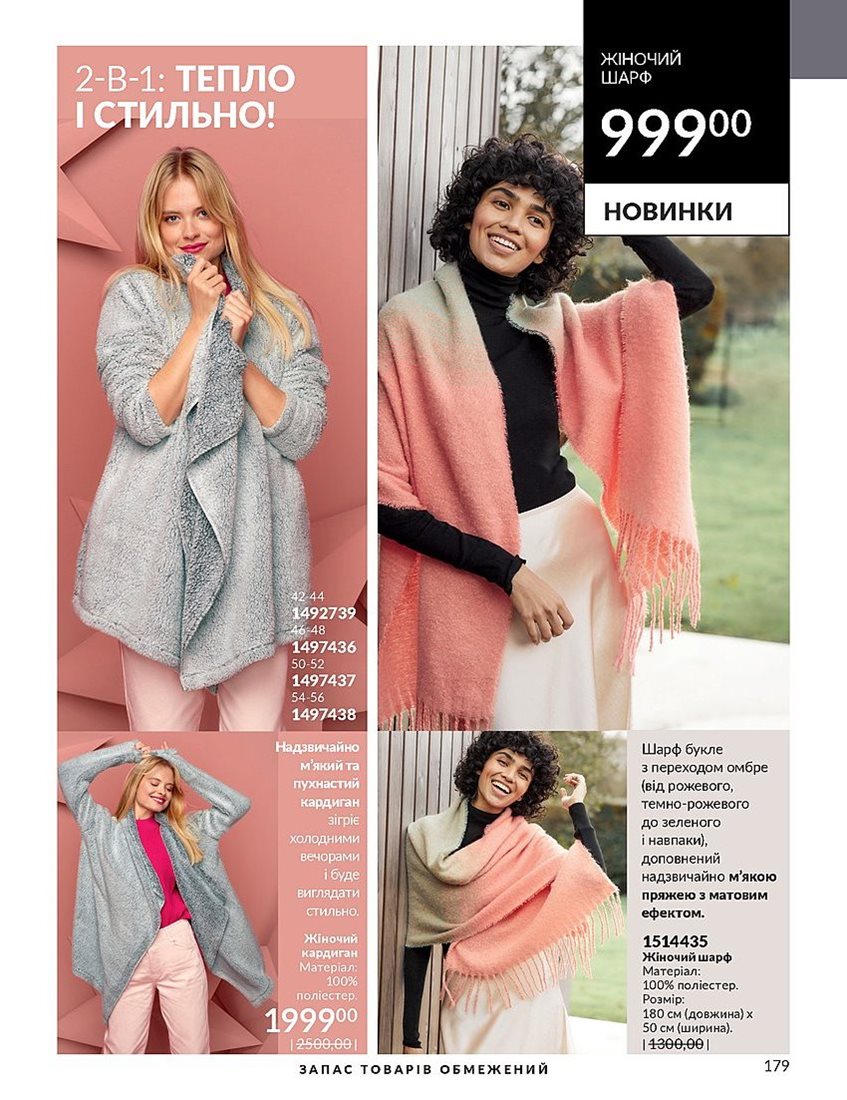 2-В-1: ТЕПЛО
І СТИЛЬНО!
42-44
1492739
46-48
1497436
50-52
1497437
54-56
1497438
Надзвичайно
м'який та
пухнастий
кардиган
зігріє
холодними
вечорами
і буде
виглядати
стильно.
Жіночий
кардиган
Матеріал:
100%
поліестер.
1999⁰⁰
| 2500,00 |
ЖІНОЧИЙ
ШАРФ
999⁰⁰
НОВИНКИ
Шарф букле
з переходом омбре
(від рожевого,
темно-рожевого
до зеленого
і навпаки),
доповнений
надзвичайно м'якою
пряжею з матовим
ефектом.
1514435
Жіночий шарф
Матеріал:
100% поліестер.
Розмір:
180 см (довжина) х
50 см (ширина).
| 1300,00 |
ЗАПАС ТОВАРІВ ОБМЕЖЕНИЙ
179